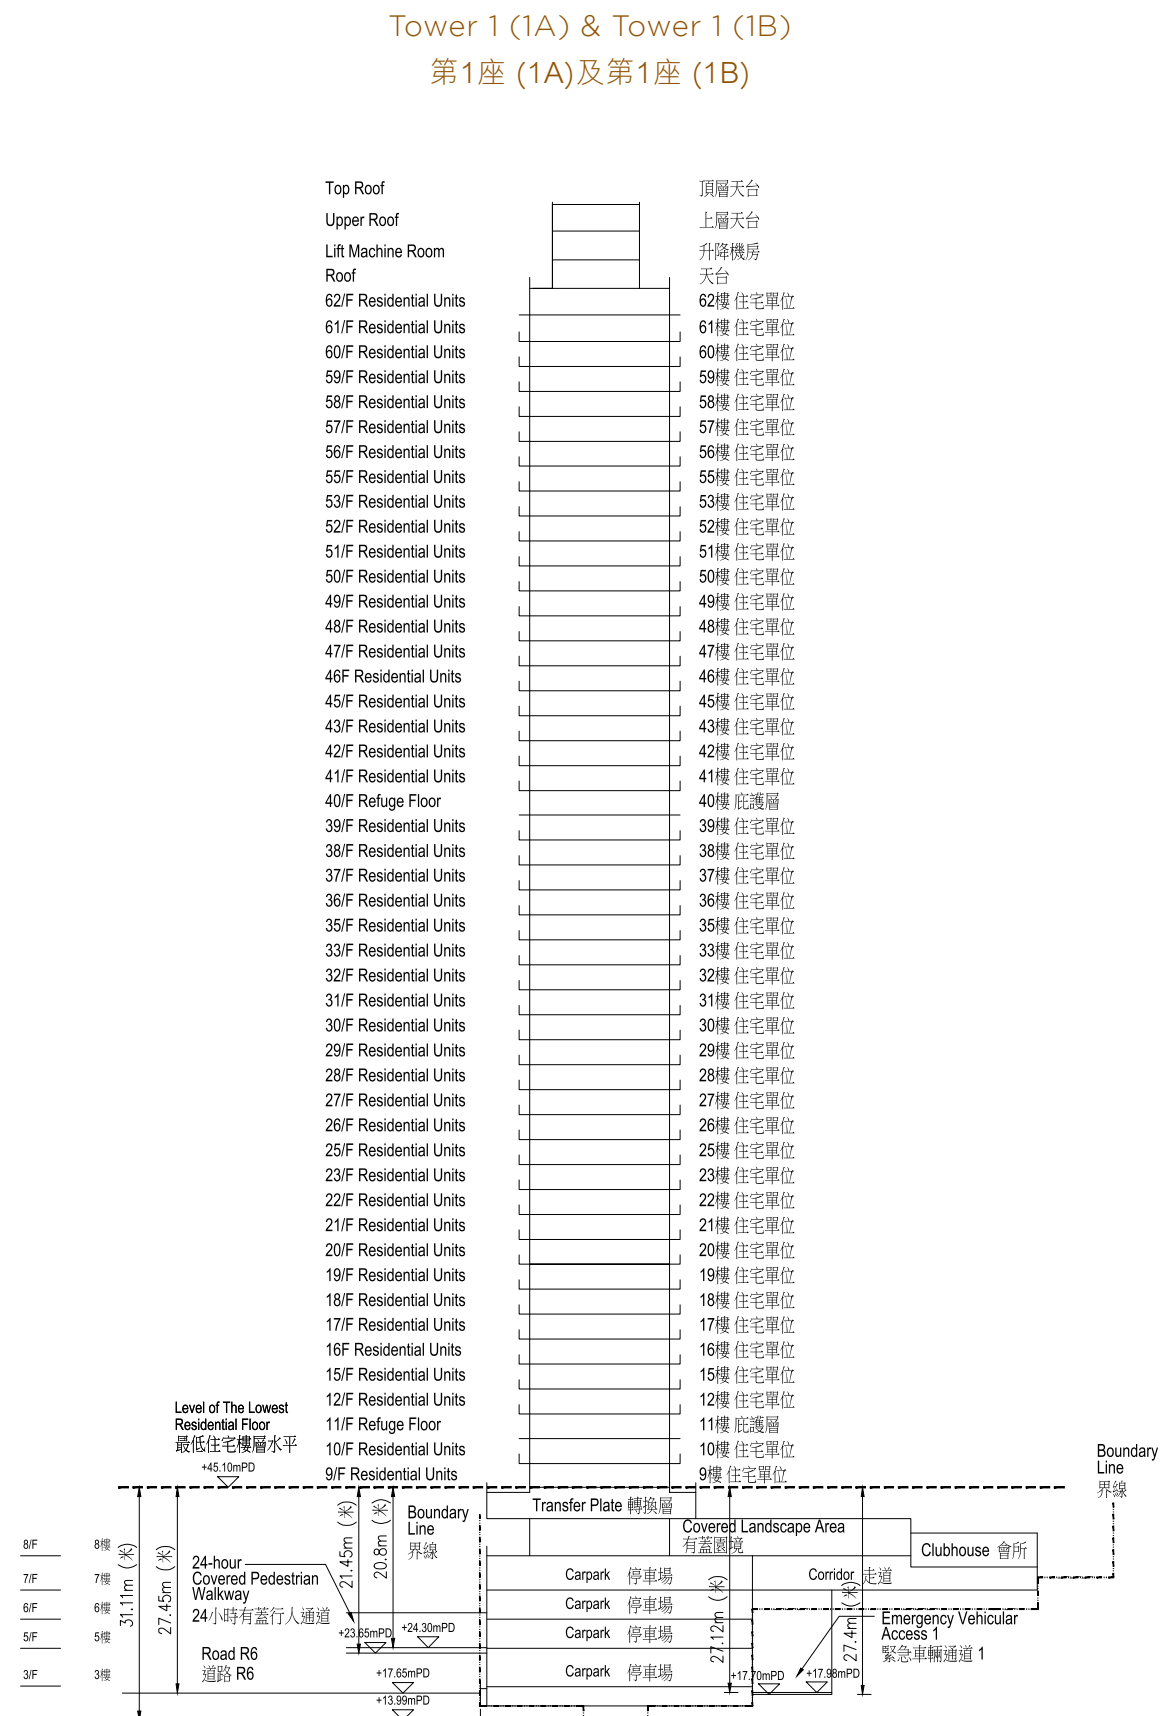 Tower 1 (1A) & Tower 1 (1B)
第1座 (1A)及第1座 (1B)
Top Roof 頂層天台
Upper Roof 上層天台
Lift Machine Room 升降機房
Roof 天台
62/F Residential Units 62樓 住宅單位
61/F Residential Units 61樓 住宅單位
60/F Residential Units 60樓 住宅單位
59/F Residential Units 59樓 住宅單位
58/F Residential Units 58樓 住宅單位
57/F Residential Units 57樓 住宅單位
56/F Residential Units 56樓 住宅單位
55/F Residential Units 55樓 住宅單位
53/F Residential Units 53樓 住宅單位
52/F Residential Units 52樓 住宅單位
51/F Residential Units 51樓 住宅單位
50/F Residential Units 50樓 住宅單位
49/F Residential Units 49樓 住宅單位
48/F Residential Units 48樓 住宅單位
47/F Residential Units 47樓 住宅單位
46F Residential Units 46樓 住宅單位
45/F Residential Units 45樓 住宅單位
43/F Residential Units 43樓 住宅單位
42/F Residential Units 42樓 住宅單位
41/F Residential Units 41樓 住宅單位
40/F Refuge Floor 40樓 庇護層
39/F Residential Units 39樓 住宅單位
38/F Residential Units 38樓 住宅單位
37/F Residential Units 37樓 住宅單位
36/F Residential Units 36樓 住宅單位
35/F Residential Units 35樓 住宅單位
33/F Residential Units 33樓 住宅單位
32/F Residential Units 32樓 住宅單位
31/F Residential Units 31樓 住宅單位
30/F Residential Units 30樓 住宅單位
29/F Residential Units 29樓 住宅單位
28/F Residential Units 28樓 住宅單位
27/F Residential Units 27樓 住宅單位
26/F Residential Units 26樓 住宅單位
25/F Residential Units 25樓 住宅單位
23/F Residential Units 23樓 住宅單位
22/F Residential Units 22樓 住宅單位
21/F Residential Units 21樓 住宅單位
20/F Residential Units 20樓 住宅單位
19/F Residential Units 19樓 住宅單位
18/F Residential Units 18樓 住宅單位
17/F Residential Units 17樓 住宅單位
16F Residential Units 16樓 住宅單位
15/F Residential Units 15樓 住宅單位
12/F Residential Units 12樓 住宅單位
11/F Refuge Floor 11樓 庇護層
10/F Residential Units 10樓 住宅單位
9/F Residential Units 9樓 住宅單位
Level of The Lowest
Residential Floor
最低住宅樓層水平
+45.10mPD
Boundary
Line
界線
Transfer Plate 轉換層
Boundary
Line
界線
Covered Landscape Area
有蓋園境
Clubhouse 會所
8/F 8樓
7/F 7樓
6/F 6樓
5/F 5樓
3/F 3樓
31.11m (米)
27.45m (米)
21.45m (米)
20.8m (米)
24-hour
Covered Pedestrian
Walkway
24小時有蓋行人通道
Carpark 停車場
Corridor 走道
Carpark 停車場
Carpark 停車場
Carpark 停車場
27.12m (米)
27.4m (米)
Emergency Vehicular
Access 1
緊急車輛通道 1
+23.65mPD
+24.30mPD
Road R6
道路 R6
+17.65mPD
+13.99mPD
+17.70mPD
+17.98mPD